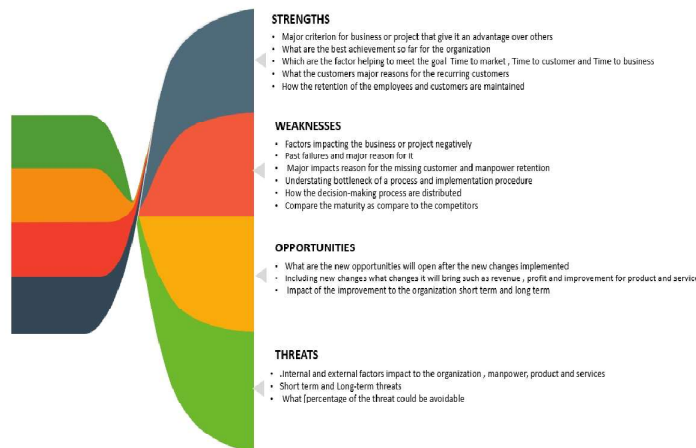 STRENGTHS
• Major criterion for business or project that give it an advantage over others
• What are the best achievement so far for the organization
• Which are the factor helping to meet the goal Time to market , Time to customer and Time to business
• What the customers major reasons for the recurring customers
• How the retention of the employees and customers are maintained
WEAKNESSES
• Factors impacting the business or project negatively
• Past failures and major reason for it
• Major impacts reason for the missing customer and manpower retention
• Understating bottleneck of a process and implementation procedure
• How the decision-making process are distributed
• Compare the maturity as compare to the competitors
OPPORTUNITIES
• What are the new opportunities will open after the new changes implemented
• Including new changes what changes it will bring such as revenue , profit and improvement for product and service
• Impact of the improvement to the organization short term and long term
THREATS
• .Internal and external factors impact to the organization , manpower, product and services
• Short term and Long-term threats
• What [percentage of the threat could be avoidable